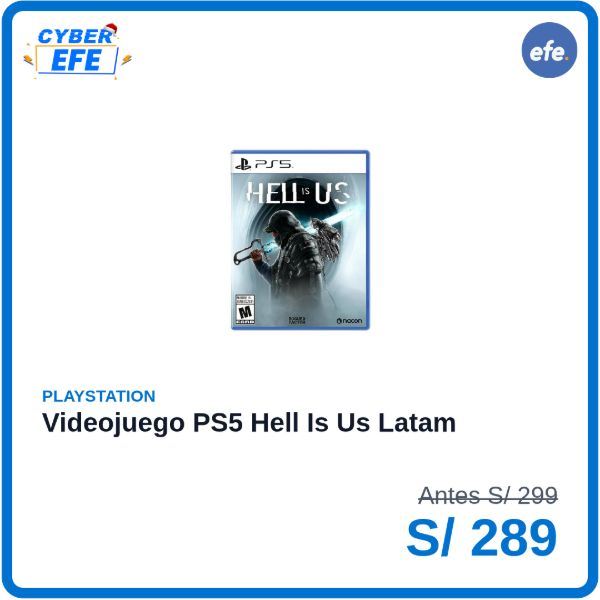 CYBER
EFE
efe.
PS5
HELL IS US
M
nacon
PLAYSTATION
Videojuego PS5 Hell Is Us Latam
Antes S/ 299
S/ 289